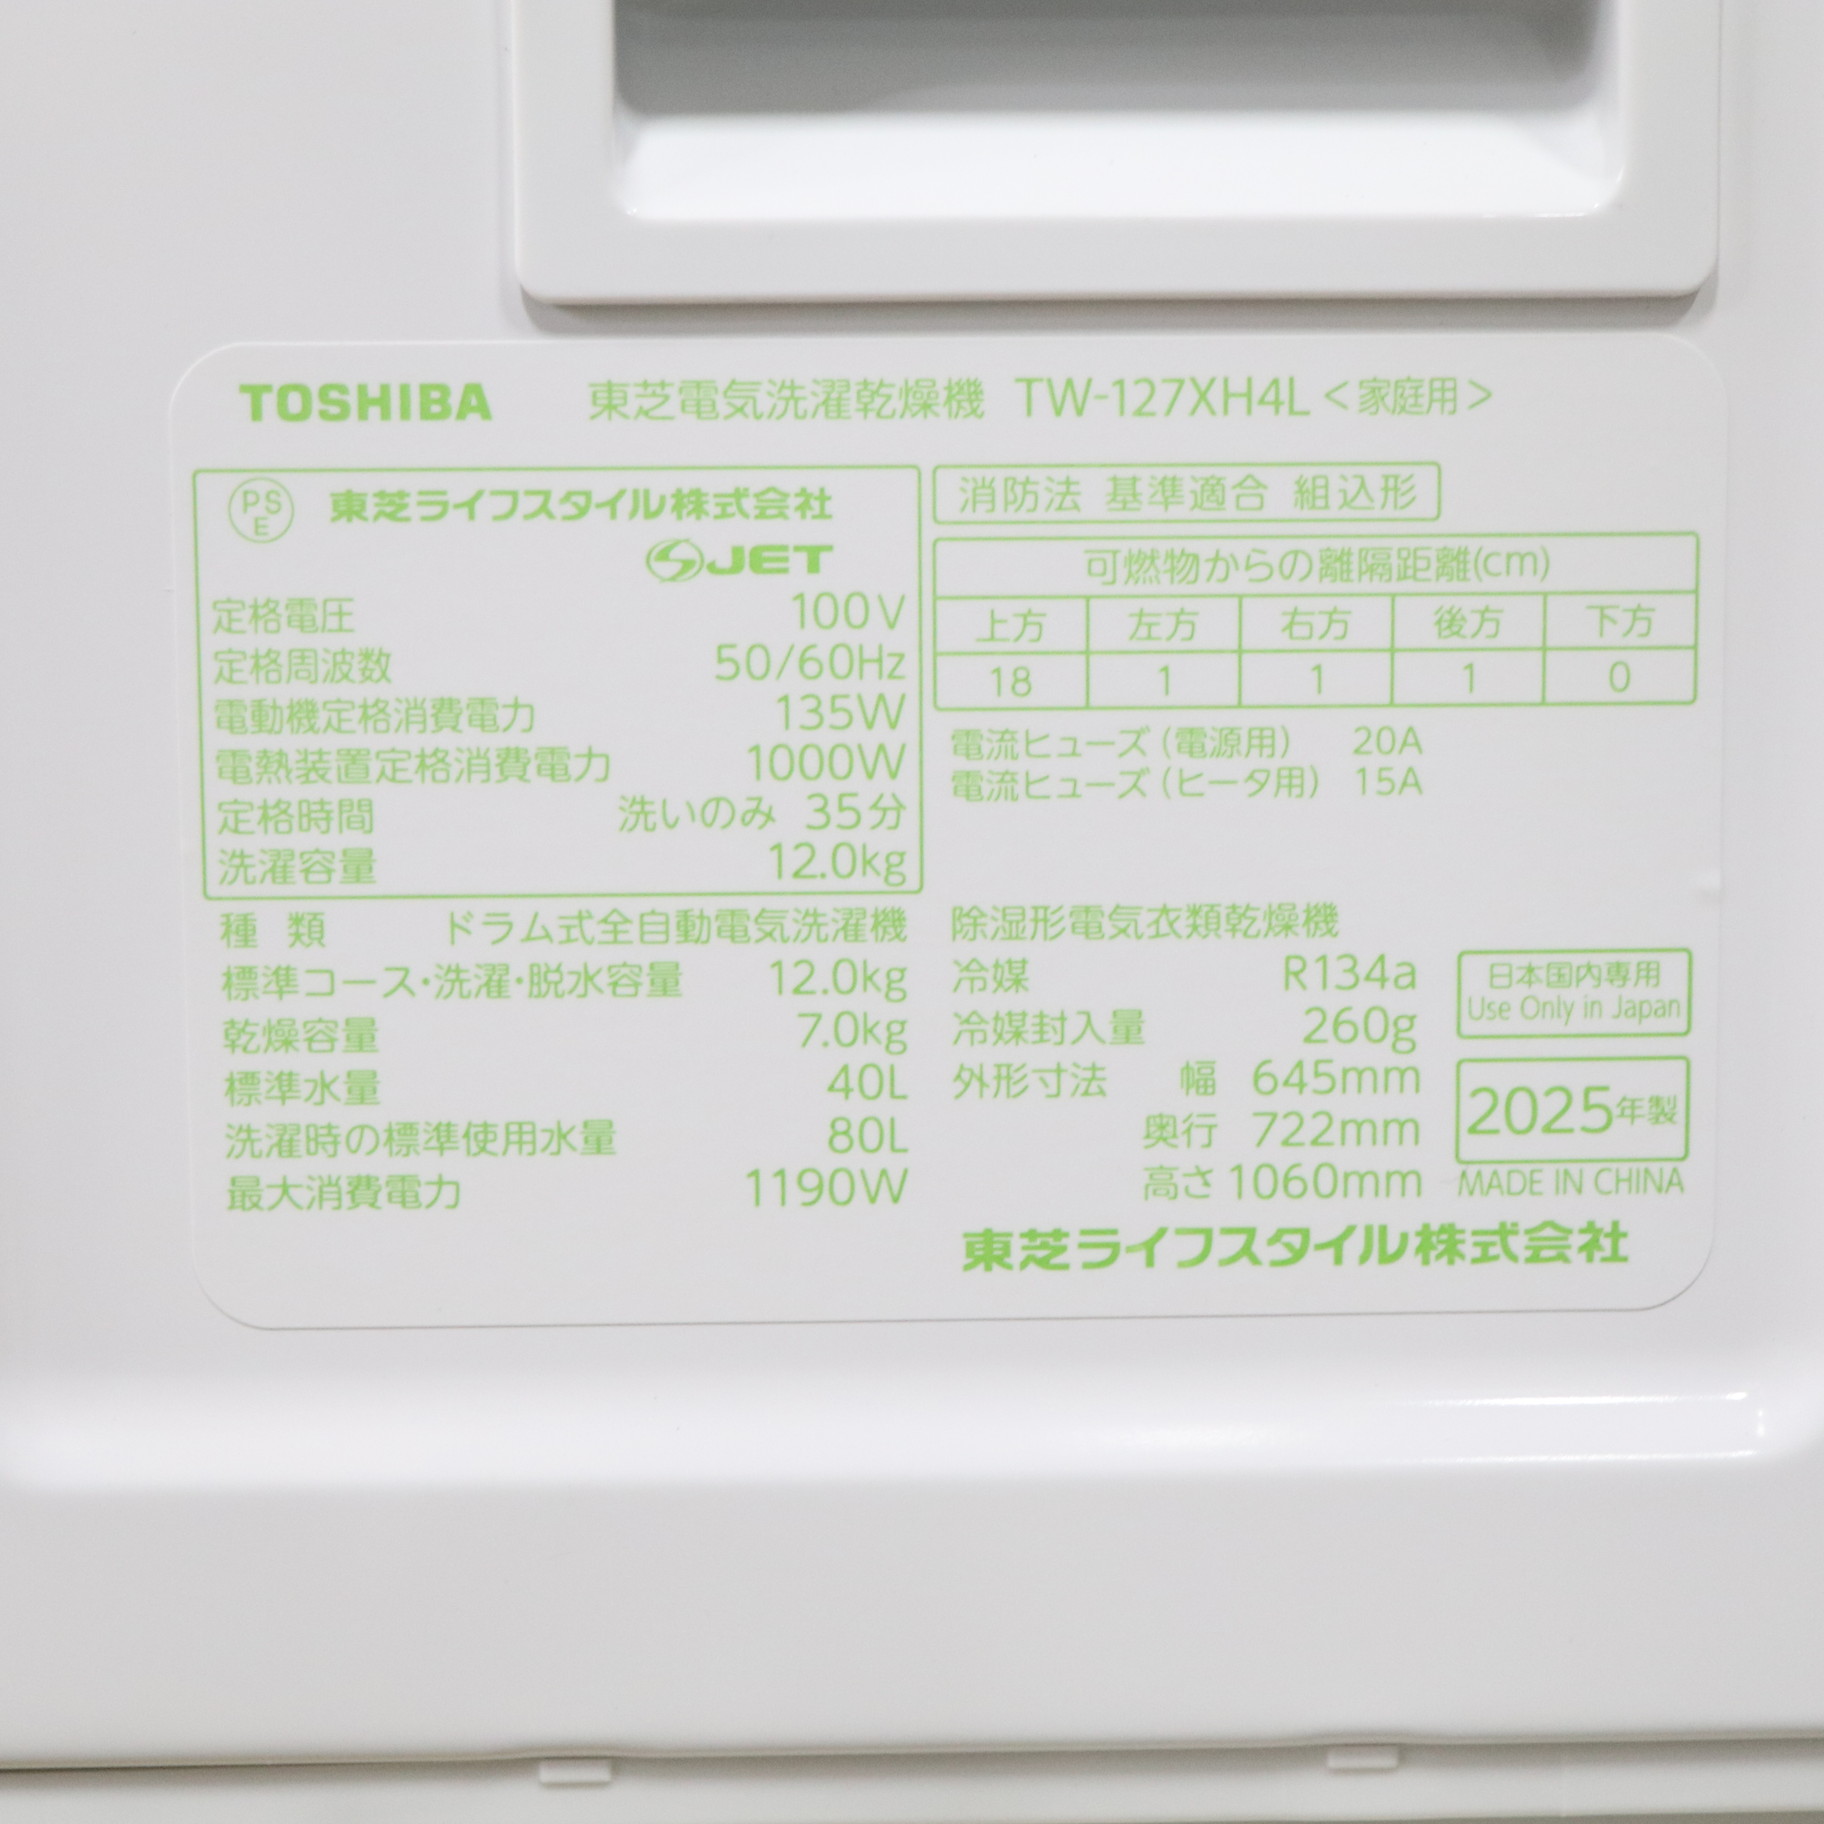 TOSHIBA 東芝電気洗濯乾燥機 TW-127XH4L <家庭用>
PS
E
東芝ライフスタイル株式会社
JET
定格電圧 100V
定格周波数 50/60Hz
電動機定格消費電力 135W
電熱装置定格消費電力 1000W
定格時間 洗いのみ 35分
洗濯容量 12.0kg
種 類 ドラム式全自動電気洗濯機
標準コース・洗濯・脱水容量 12.0kg
乾燥容量 7.0kg
標準水量 40L
洗濯時の標準使用水量 80L
最大消費電力 1190W
消防法 基準適合 組込形
可燃物からの離隔距離(cm)
上方 左方 右方 後方 下方
18 1 1 1 0
電流ヒューズ(電源用) 20A
電流ヒューズ(ヒータ用) 15A
除湿形電気衣類乾燥機
冷媒 R134a
冷媒封入量 260g
外形寸法 幅 645mm
奥行 722mm
高さ 1060mm
日本国内専用
Use Only in Japan
2025年製
MADE IN CHINA
東芝ライフスタイル株式会社